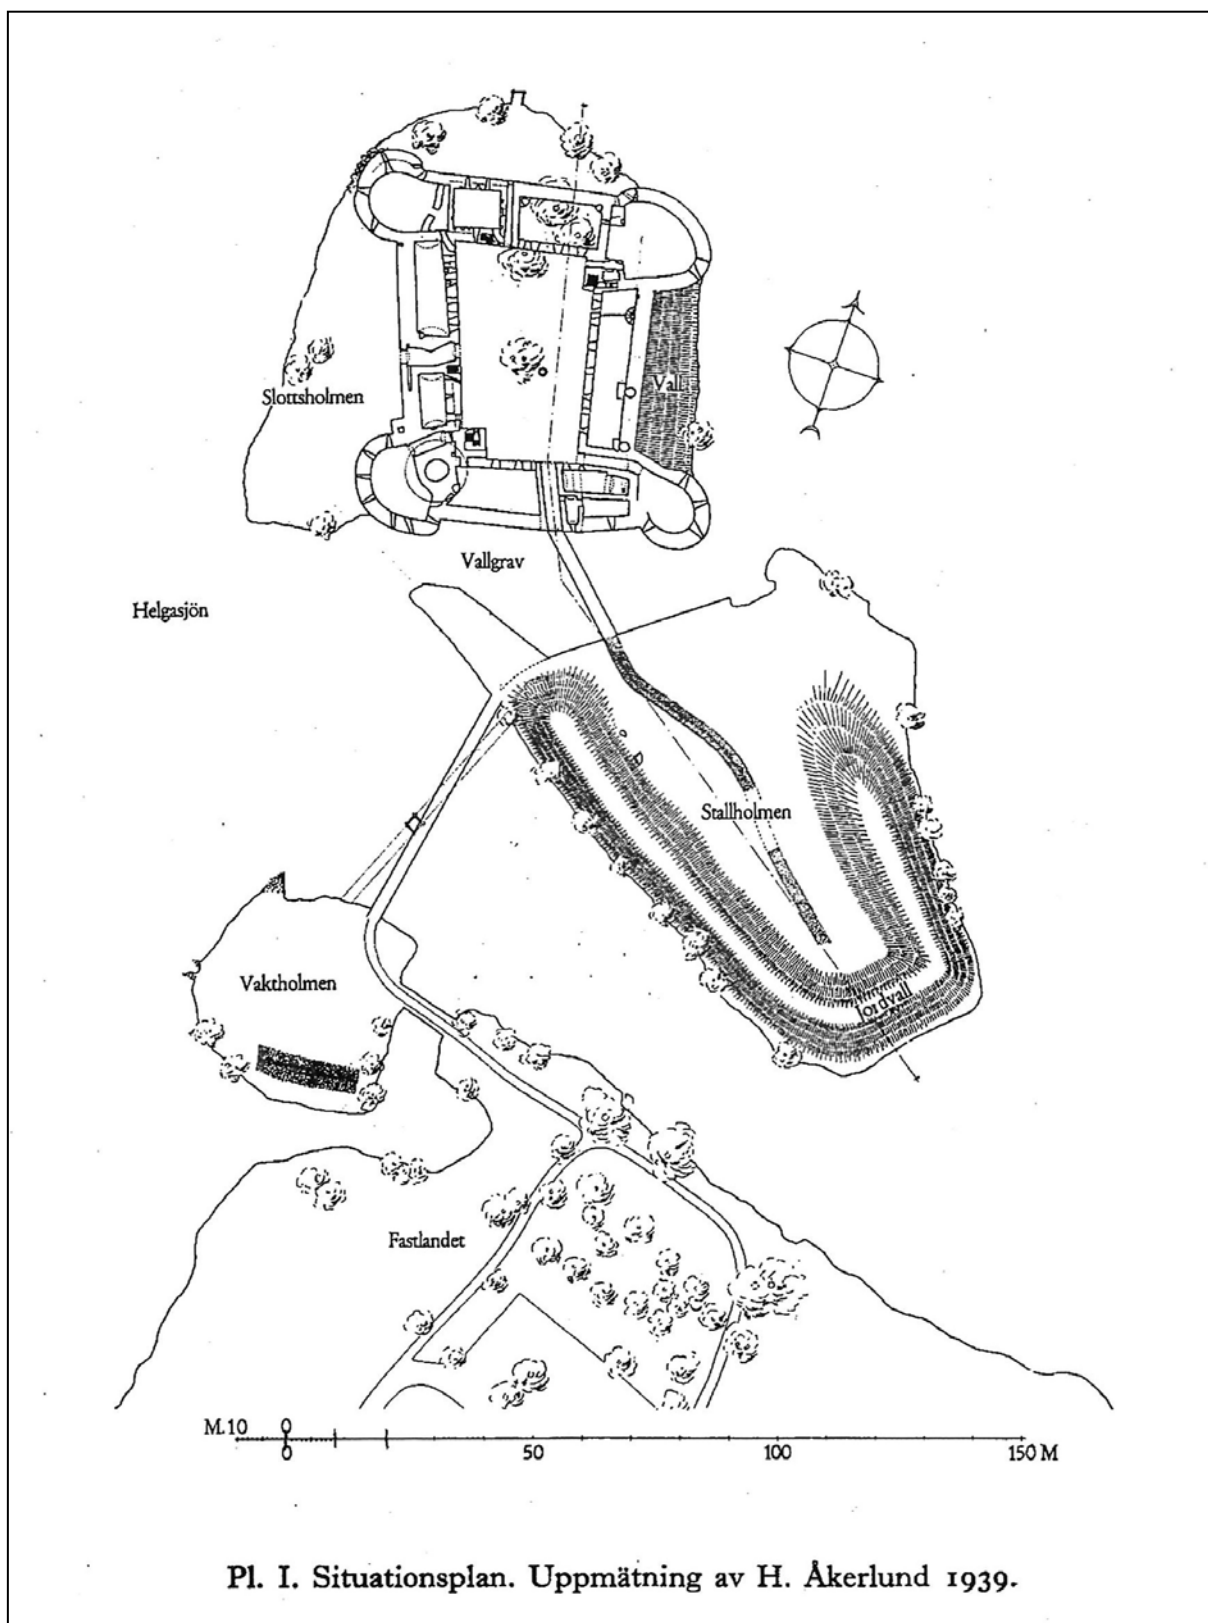 Slottsholmen
Vall
Vallgrav
Helgasjön
Stallholmen
Vaktholmen
Jordvall
Fastlandet
M.10 0
0 50 100 150 M
Pl. I. Situationsplan. Uppmätning av H. Åkerlund 1939.